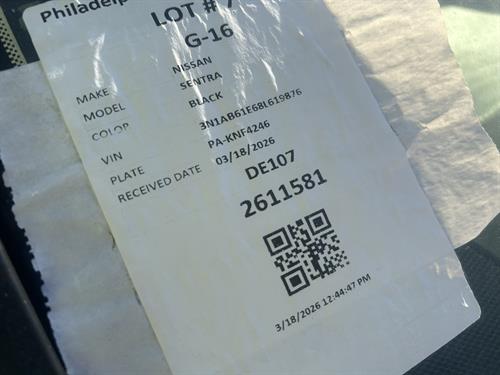 Philadelp
LOT # 7
G-16
MAKE NISSAN
MODEL SENTRA
COLOR BLACK
VIN 3N1AB61E68L619876
PLATE PA-KNF4246
RECEIVED DATE 03/18/2026
DE107
2611581
3/18/2026 12:44:47 PM